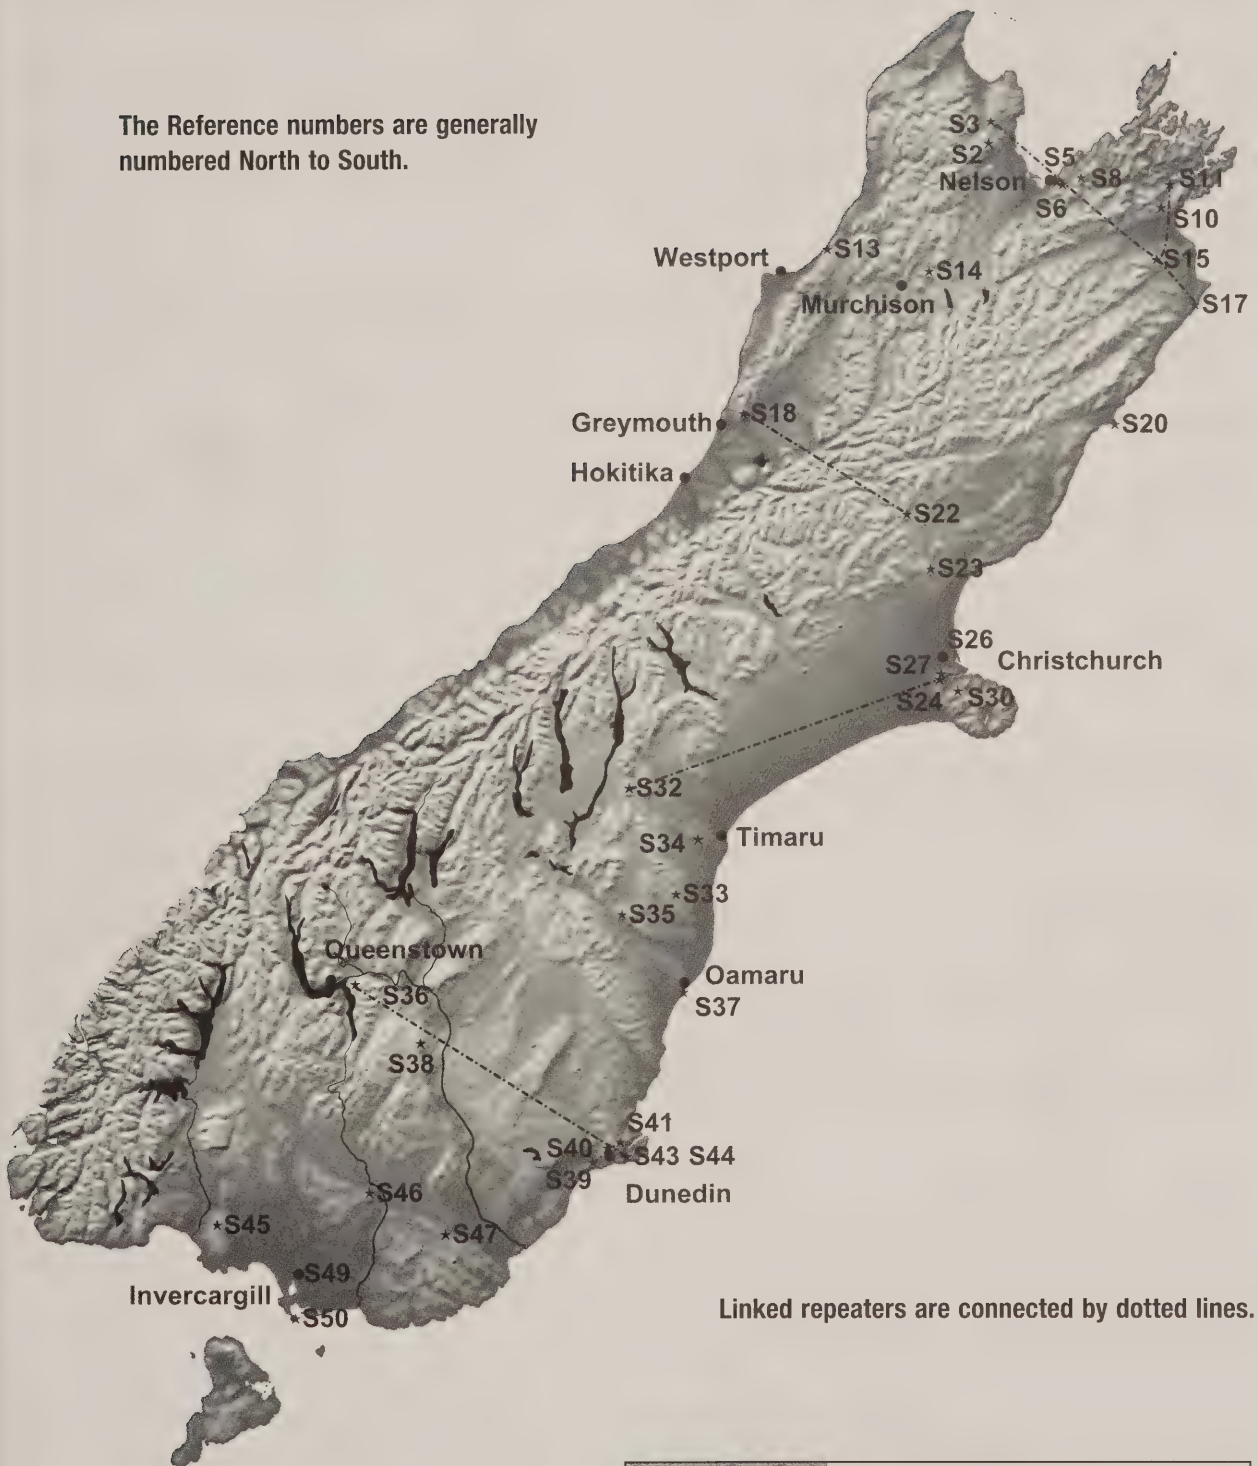 The Reference numbers are generally
numbered North to South.
S3
S2
S5
Nelson
S8
S11
S6
S10
Westport
S13
S15
S14
Murchison
S17
Greymouth
S18
S20
Hokitika
S22
S23
S26
S27
Christchurch
S24
S30
S32
S34
Timaru
S33
S35
Queenstown
Oamaru
S36
S37
S38
S41
S40
S43 S44
S39
Dunedin
S46
S45
S47
S49
Invercargill
S50
Linked repeaters are connected by dotted lines.